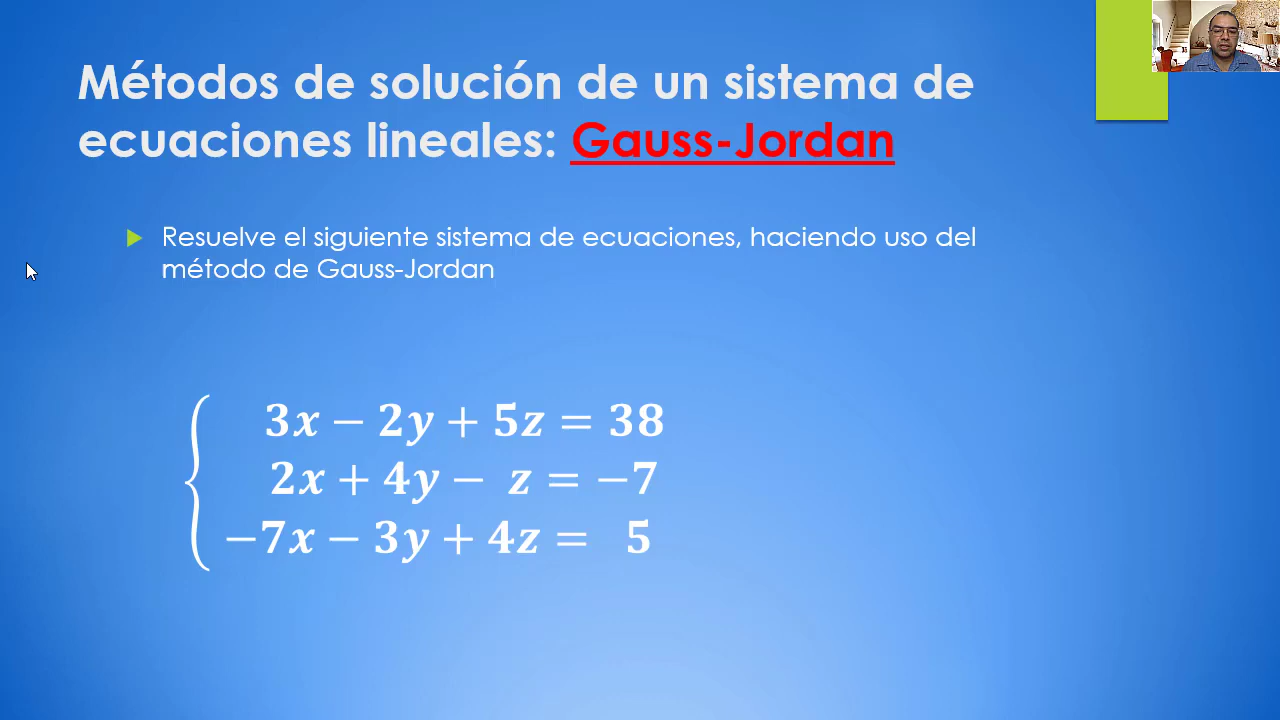 Métodos de solución de un sistema de
ecuaciones lineales: Gauss-Jordan
Resuelve el siguiente sistema de ecuaciones, haciendo uso del
método de Gauss-Jordan
3x − 2y + 5z = 38
2x + 4y − z = −7
−7x − 3y + 4z = 5